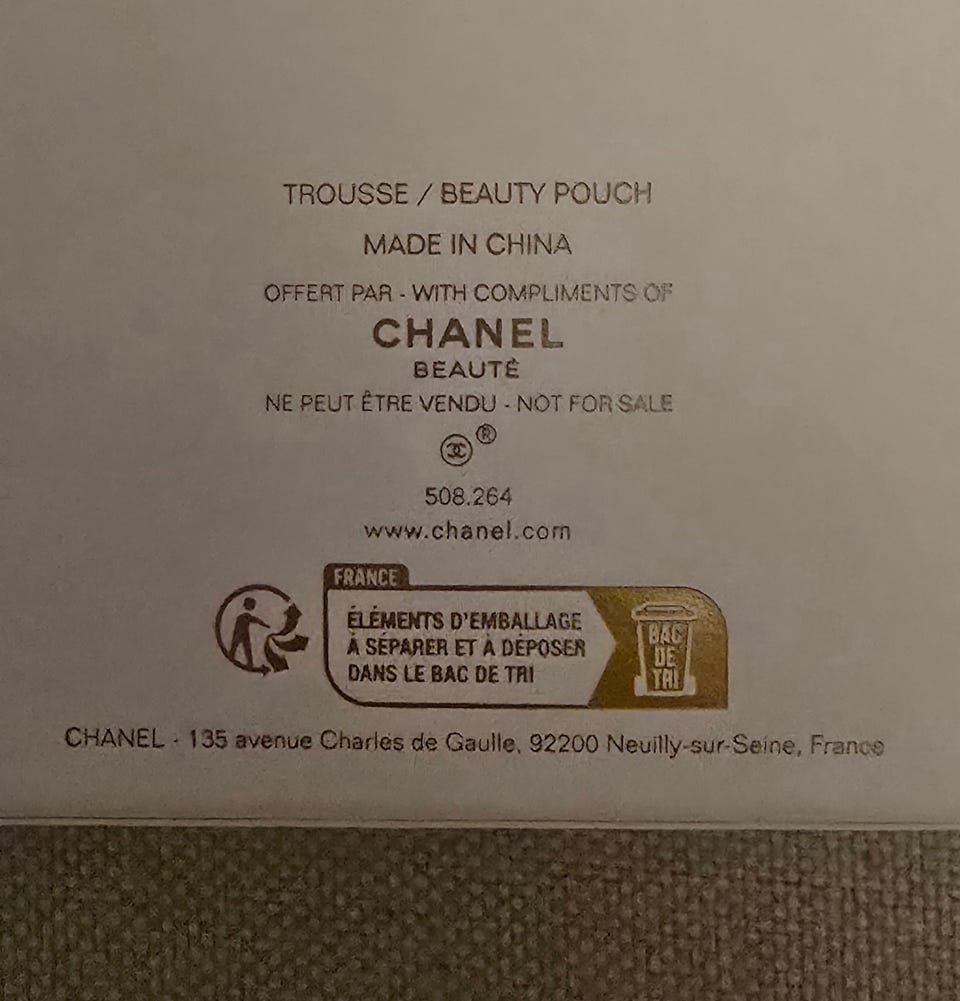 TROUSSE / BEAUTY POUCH
MADE IN CHINA
OFFERT PAR - WITH COMPLIMENTS OF
CHANEL
BEAUTÉ
NE PEUT ÊTRE VENDU - NOT FOR SALE
®
508.264
www.chanel.com
FRANCE
ÉLÉMENTS D'EMBALLAGE
À SÉPARER ET À DÉPOSER
DANS LE BAC DE TRI
BAC
DE
TRI
CHANEL - 135 avenue Charles de Gaulle, 92200 Neuilly-sur-Seine, France